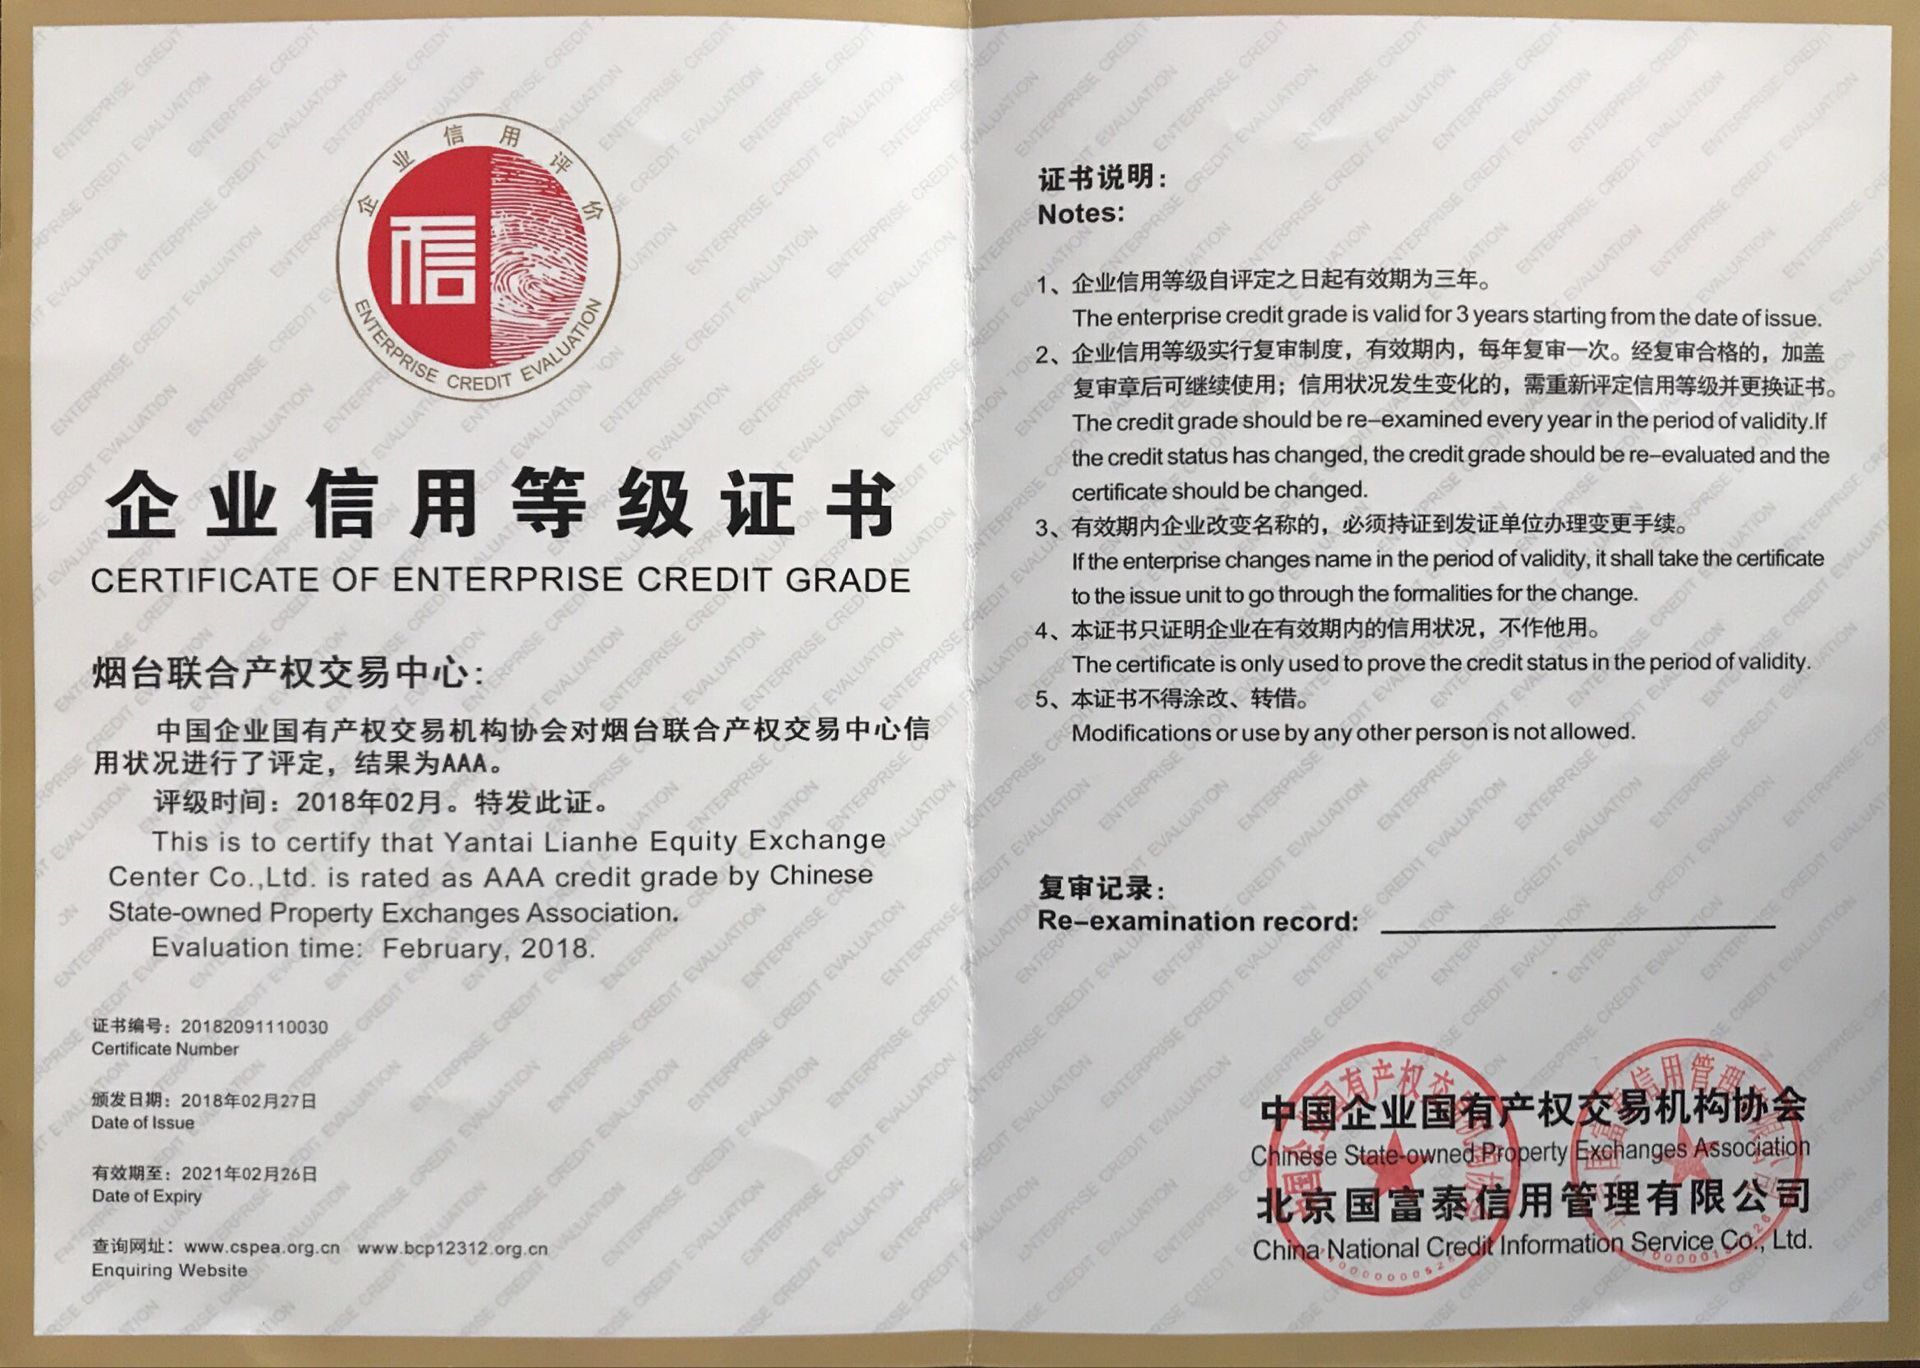 企业信用评价
信
ENTERPRISE CREDIT EVALUATION
企业信用等级证书
CERTIFICATE OF ENTERPRISE CREDIT GRADE
烟台联合产权交易中心：
中国企业国有产权交易机构协会对烟台联合产权交易中心信
用状况进行了评定，结果为AAA。
评级时间：2018年02月。特发此证。
This is to certify that Yantai Lianhe Equity Exchange
Center Co.,Ltd. is rated as AAA credit grade by Chinese
State-owned Property Exchanges Association.
Evaluation time: February, 2018.
证书编号：20182091110030
Certificate Number
颁发日期：2018年02月27日
Date of Issue
有效期至：2021年02月26日
Date of Expiry
查询网址：www.cspea.org.cn www.bcp12312.org.cn
Enquiring Website
证书说明：
Notes:
1、企业信用等级自评定之日起有效期为三年。
The enterprise credit grade is valid for 3 years starting from the date of issue.
2、企业信用等级实行复审制度，有效期内，每年复审一次。经复审合格的，加盖
复审章后可继续使用；信用状况发生变化的，需重新评定信用等级并更换证书。
The credit grade should be re-examined every year in the period of validity.If
the credit status has changed, the credit grade should be re-evaluated and the
certificate should be changed.
3、有效期内企业改变名称的，必须持证到发证单位办理变更手续。
If the enterprise changes name in the period of validity, it shall take the certificate
to the issue unit to go through the formalities for the change.
4、本证书只证明企业在有效期内的信用状况，不作他用。
The certificate is only used to prove the credit status in the period of validity.
5、本证书不得涂改、转借。
Modifications or use by any other person is not allowed.
复审记录：
Re-examination record:
中国企业国有产权交易机构协会
Chinese State-owned Property Exchanges Association
北京国富泰信用管理有限公司
China National Credit Information Service Co., Ltd.